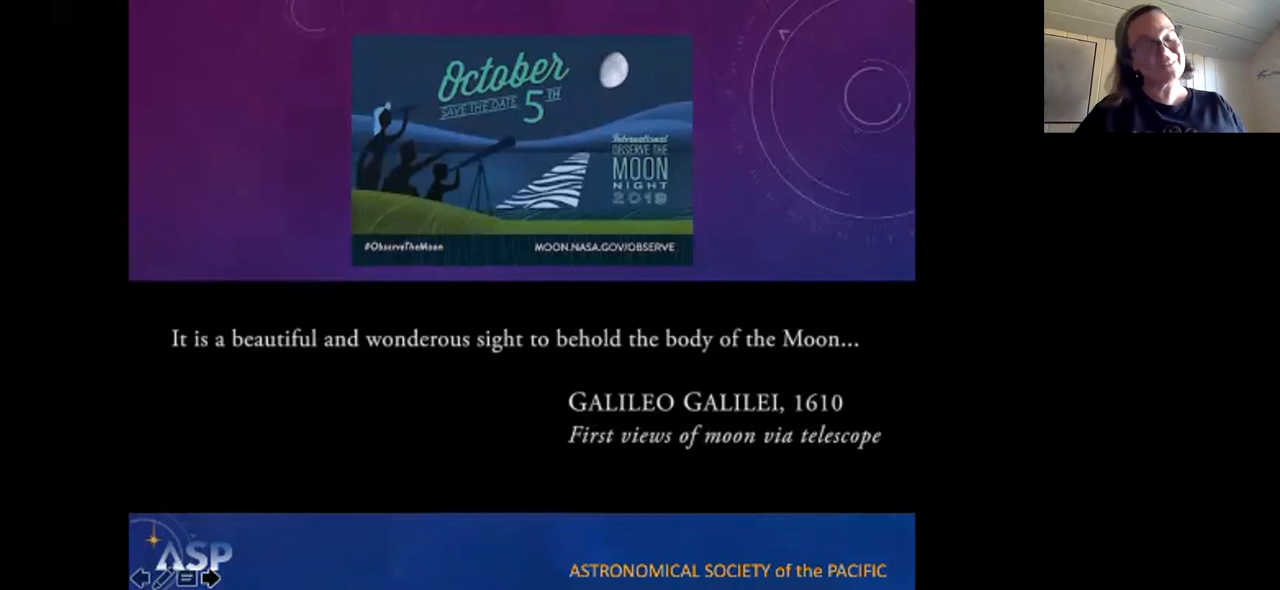 October
SAVE THE DATE 5TH
International
OBSERVE THE
MOON
NIGHT
2019
#ObserveTheMoon
MOON.NASA.GOV/OBSERVE
It is a beautiful and wonderous sight to behold the body of the Moon...
GALILEO GALILEI, 1610
First views of moon via telescope
ASP
ASTRONOMICAL SOCIETY of the PACIFIC